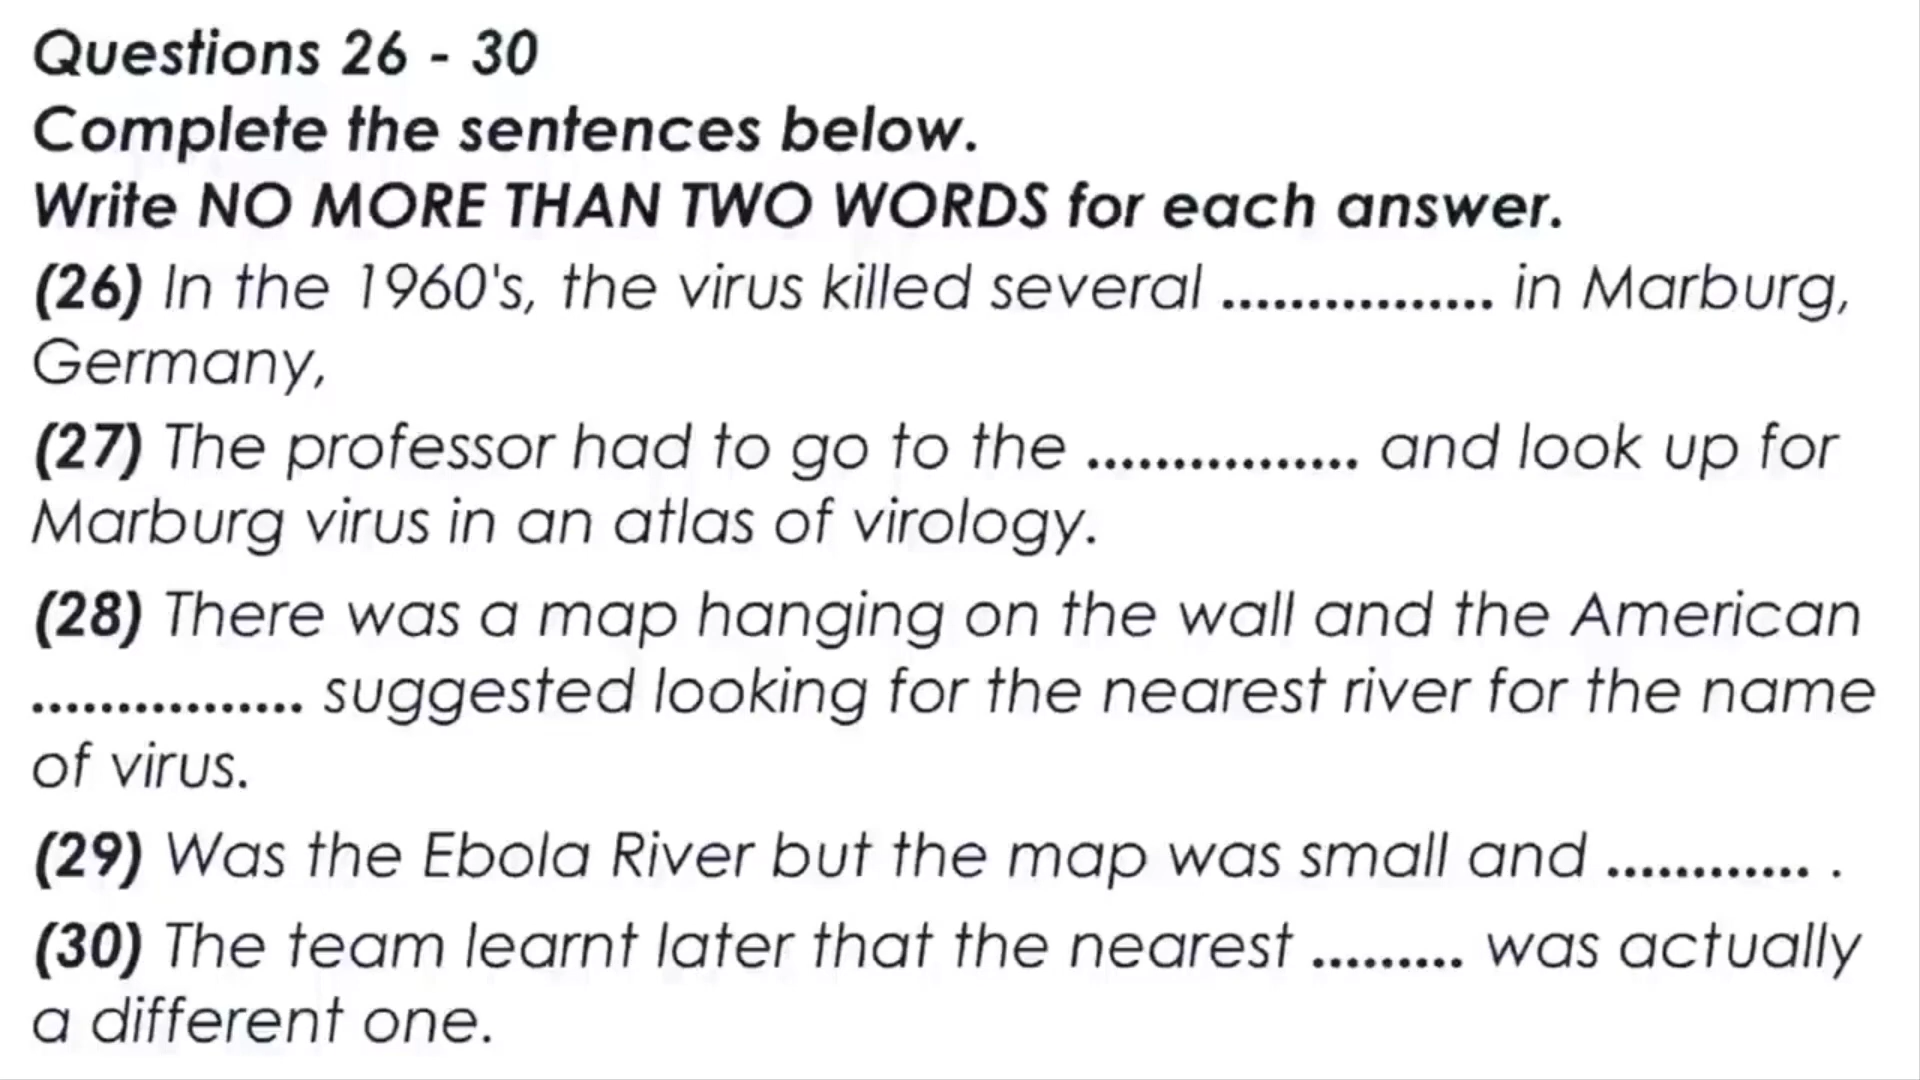 Questions 26 - 30
Complete the sentences below.
Write NO MORE THAN TWO WORDS for each answer.
(26) In the 1960's, the virus killed several ................ in Marburg,
Germany,
(27) The professor had to go to the ................ and look up for
Marburg virus in an atlas of virology.
(28) There was a map hanging on the wall and the American
................ suggested looking for the nearest river for the name
of virus.
(29) Was the Ebola River but the map was small and ............ .
(30) The team learnt later that the nearest ......... was actually
a different one.